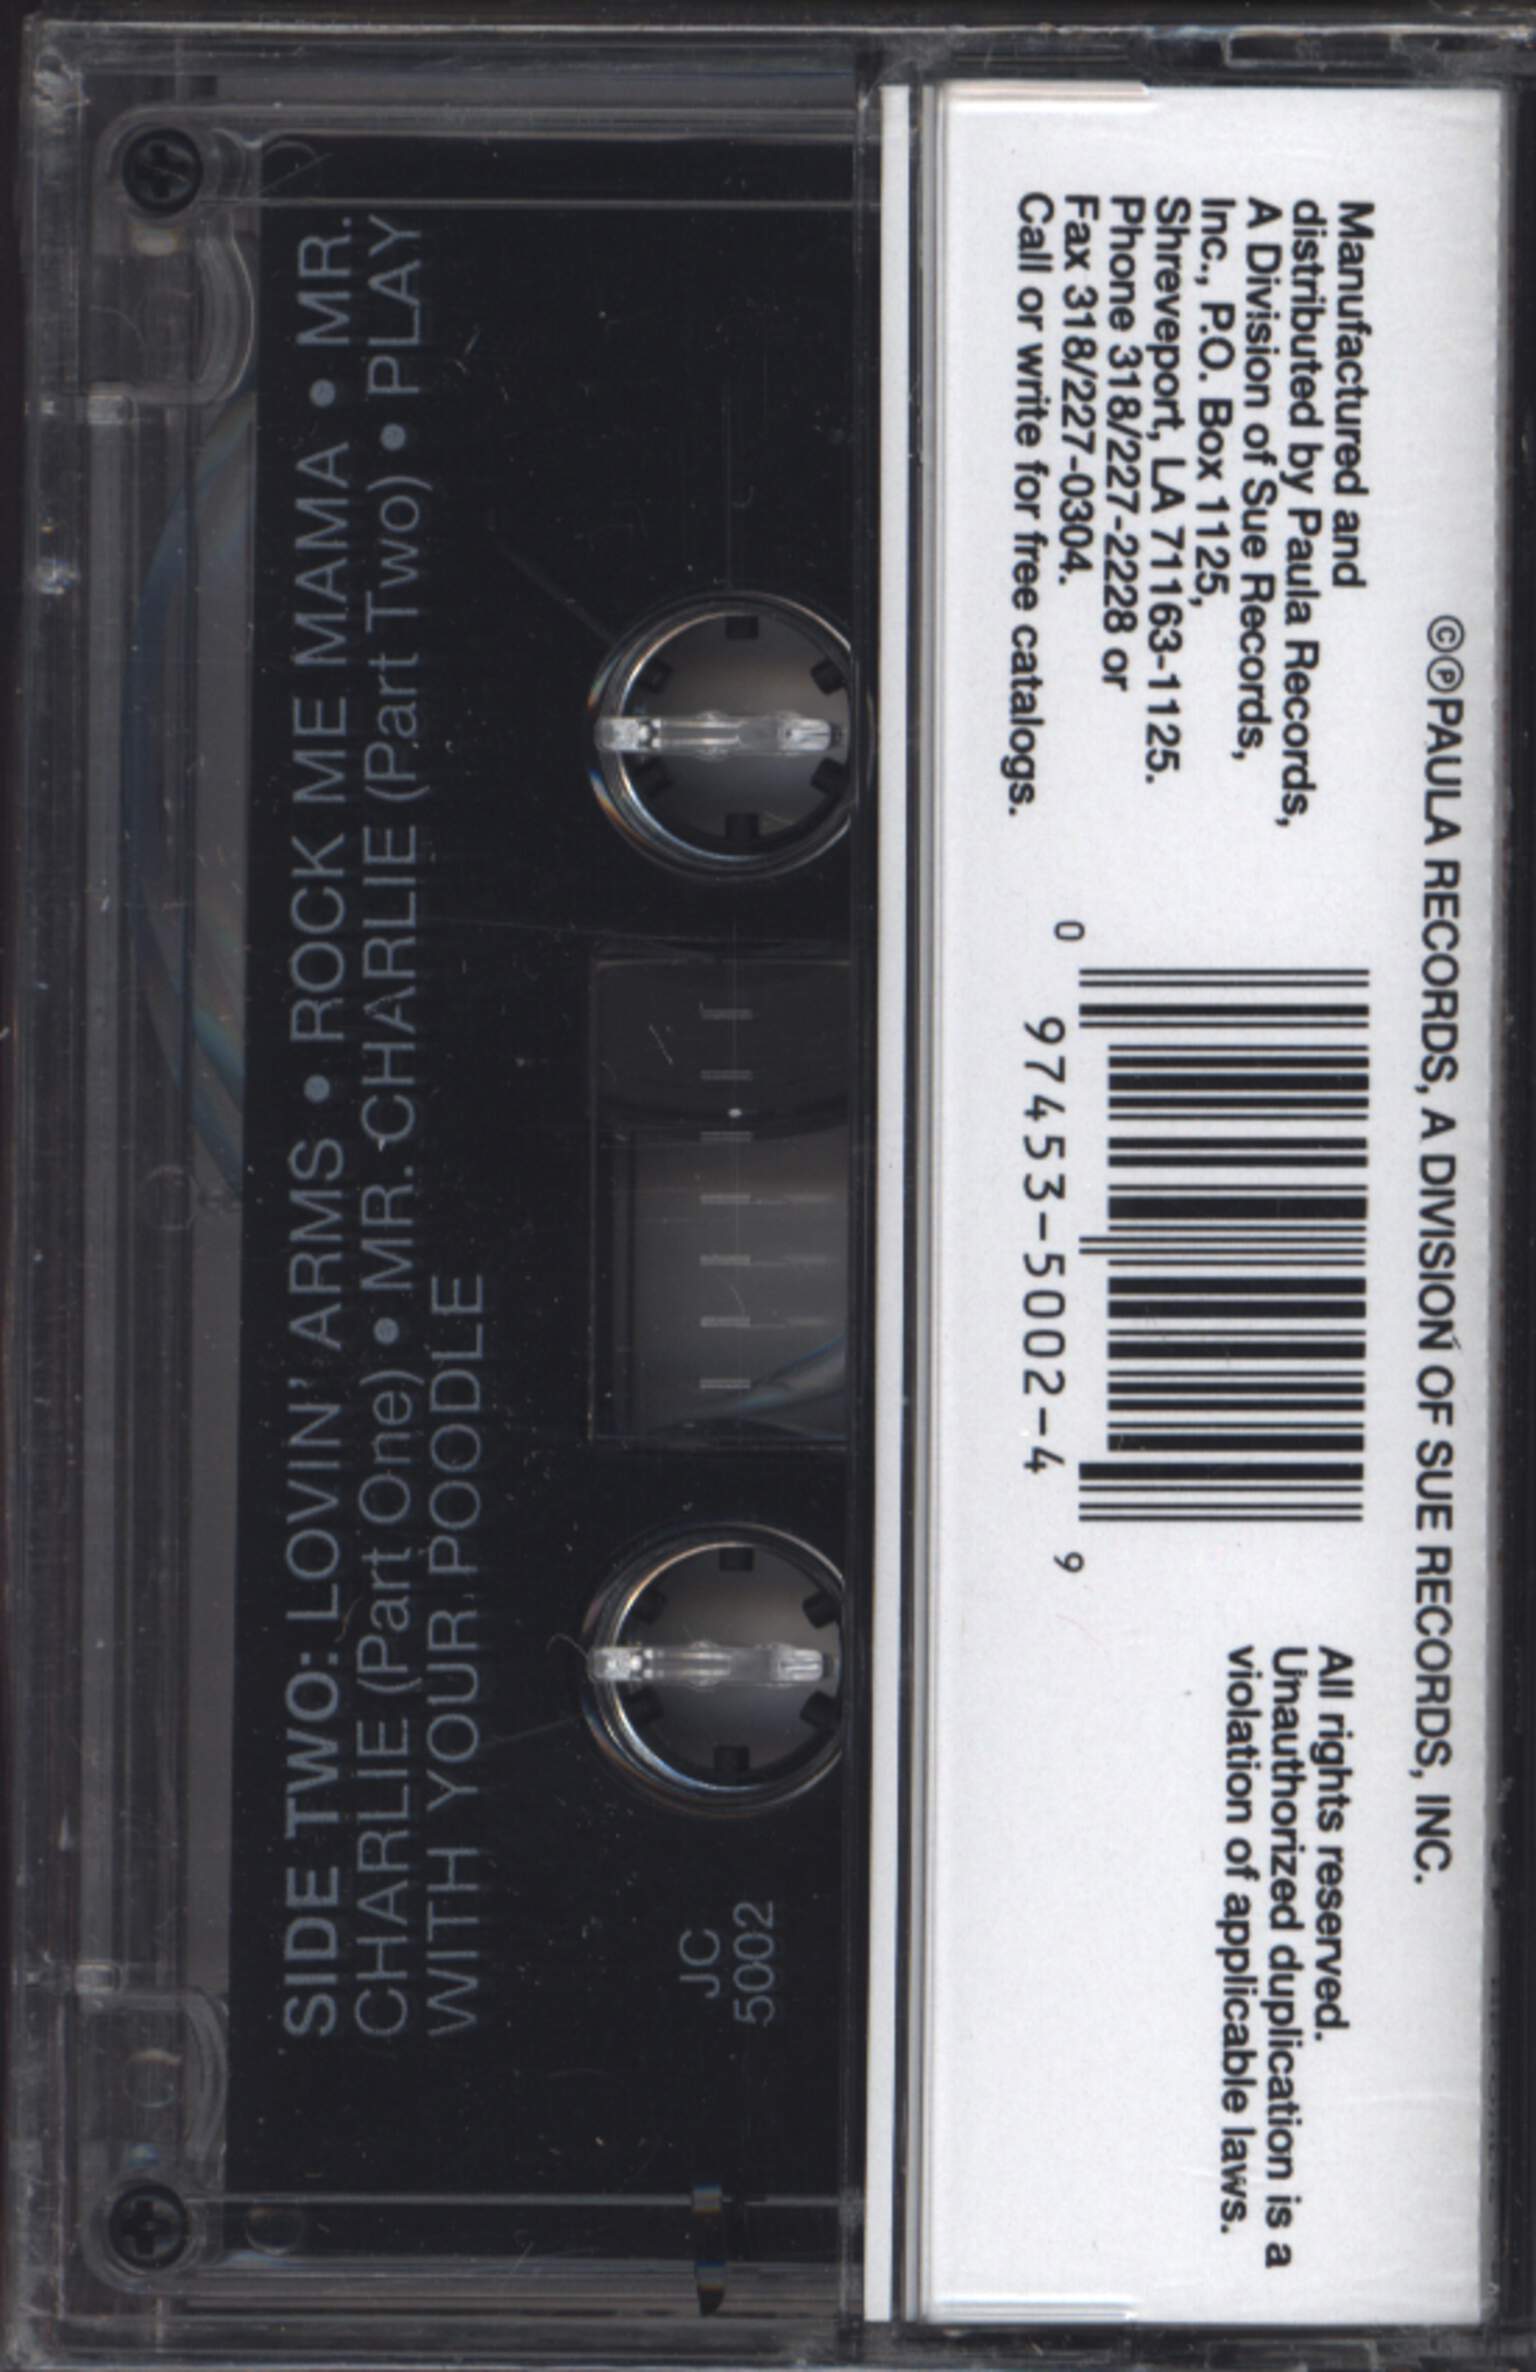 SIDE TWO: LOVIN' ARMS • ROCK ME MAMA • MR.
CHARLIE (Part One) • MR. CHARLIE (Part Two) • PLAY
WITH YOUR POODLE
JC
5002
©℗PAULA RECORDS, A DIVISION OF SUE RECORDS, INC.
Manufactured and
distributed by Paula Records,
A Division of Sue Records,
Inc., P.O. Box 1125,
Shreveport, LA 71163-1125.
Phone 318/227-2228 or
Fax 318/227-0304.
Call or write for free catalogs.
0 97453-5002-4 9
All rights reserved.
Unauthorized duplication is a
violation of applicable laws.